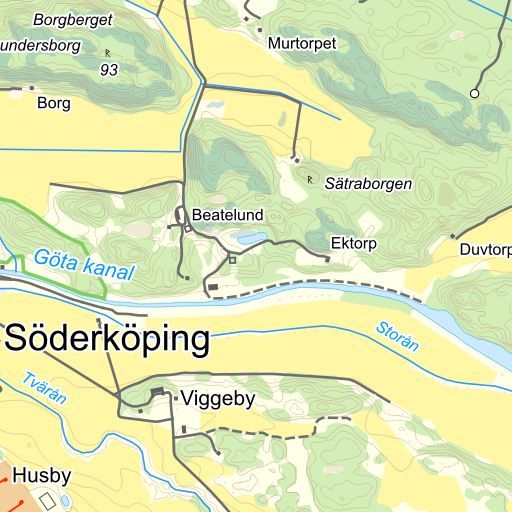 Borgberget
undersborg
93
Murtorpet
Borg
Sätraborgen
Beatelund
Ektorp
Duvtorp
Göta kanal
Söderköping
Storån
Tvärån
Viggeby
Husby